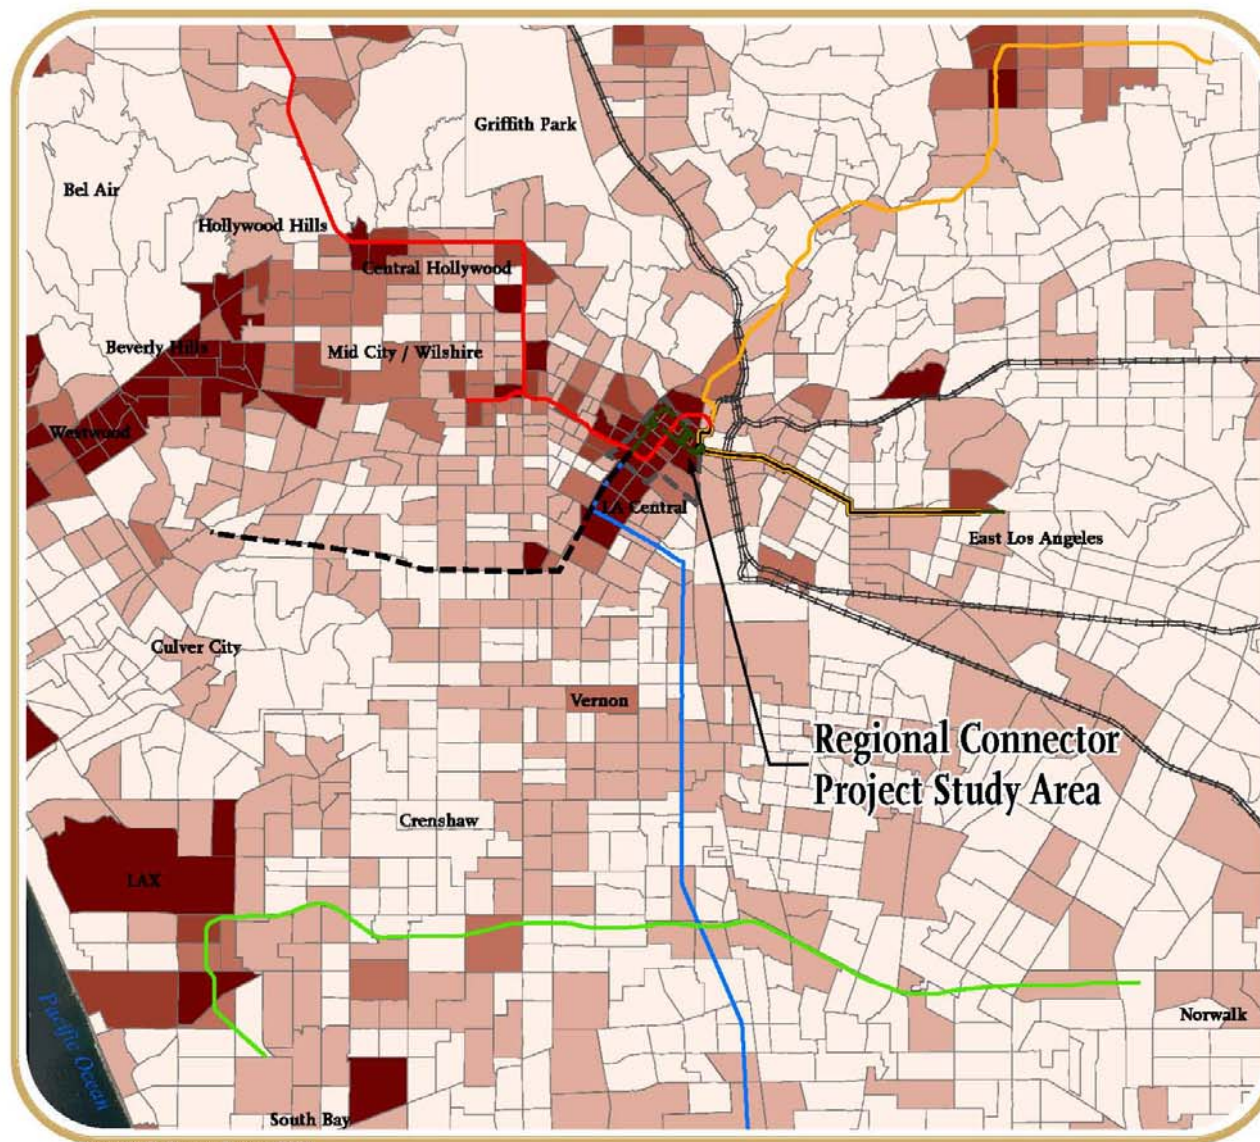 Griffith Park
Bel Air
Hollywood Hills
Central Hollywood
Beverly Hills
Mid City / Wilshire
Westwood
LA Central
East Los Angeles
Culver City
Vernon
Regional Connector
Project Study Area
Crenshaw
LAX
Pacific Ocean
Norwalk
South Bay